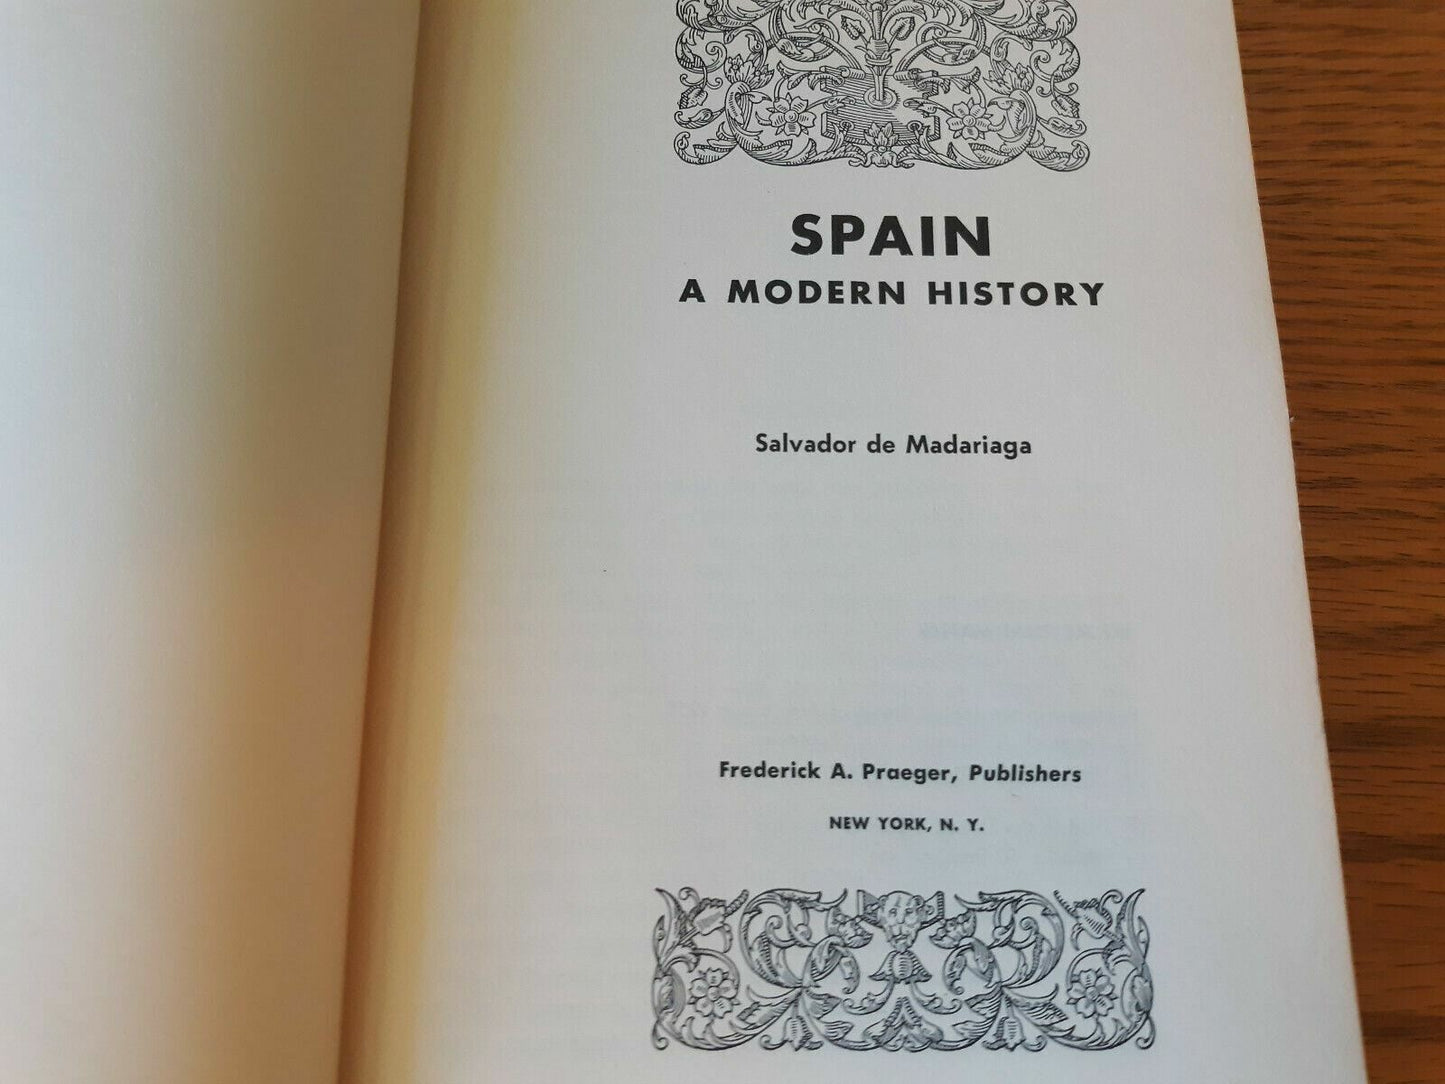 SPAIN
A MODERN HISTORY
Salvador de Madariaga
Frederick A. Praeger, Publishers
NEW YORK, N. Y.